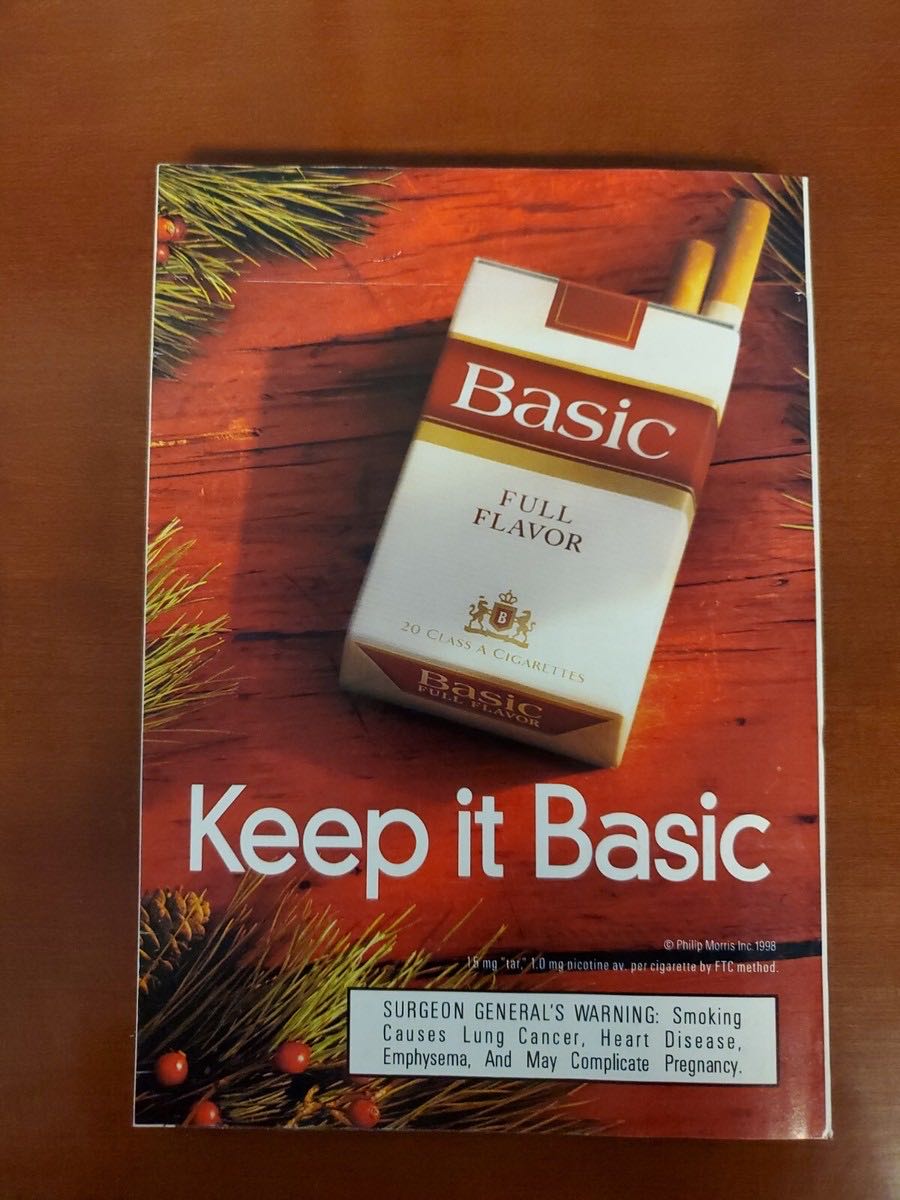 Basic
FULL
FLAVOR
B
20 CLASS A CIGARETTES
Basic
FULL FLAVOR
Keep it Basic
© Philip Morris Inc. 1998
15 mg "tar," 1.0 mg nicotine av. per cigarette by FTC method.
SURGEON GENERAL'S WARNING: Smoking
Causes Lung Cancer, Heart Disease,
Emphysema, And May Complicate Pregnancy.